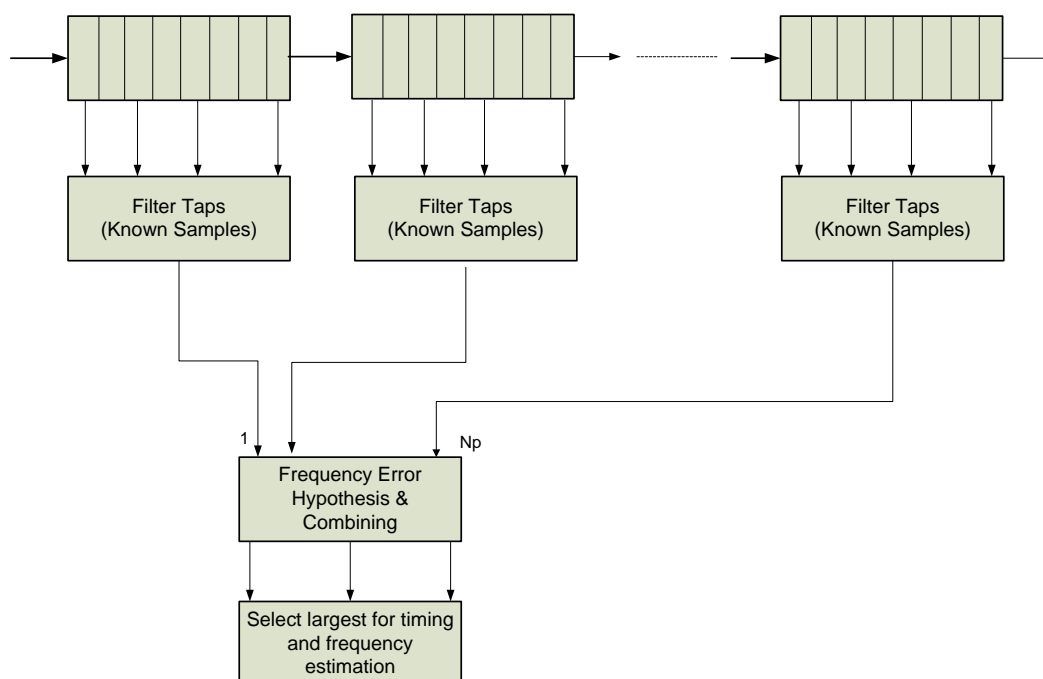 Filter Taps
(Known Samples)
Filter Taps
(Known Samples)
Filter Taps
(Known Samples)
1
Np
Frequency Error
Hypothesis &
Combining
Select largest for timing
and frequency
estimation